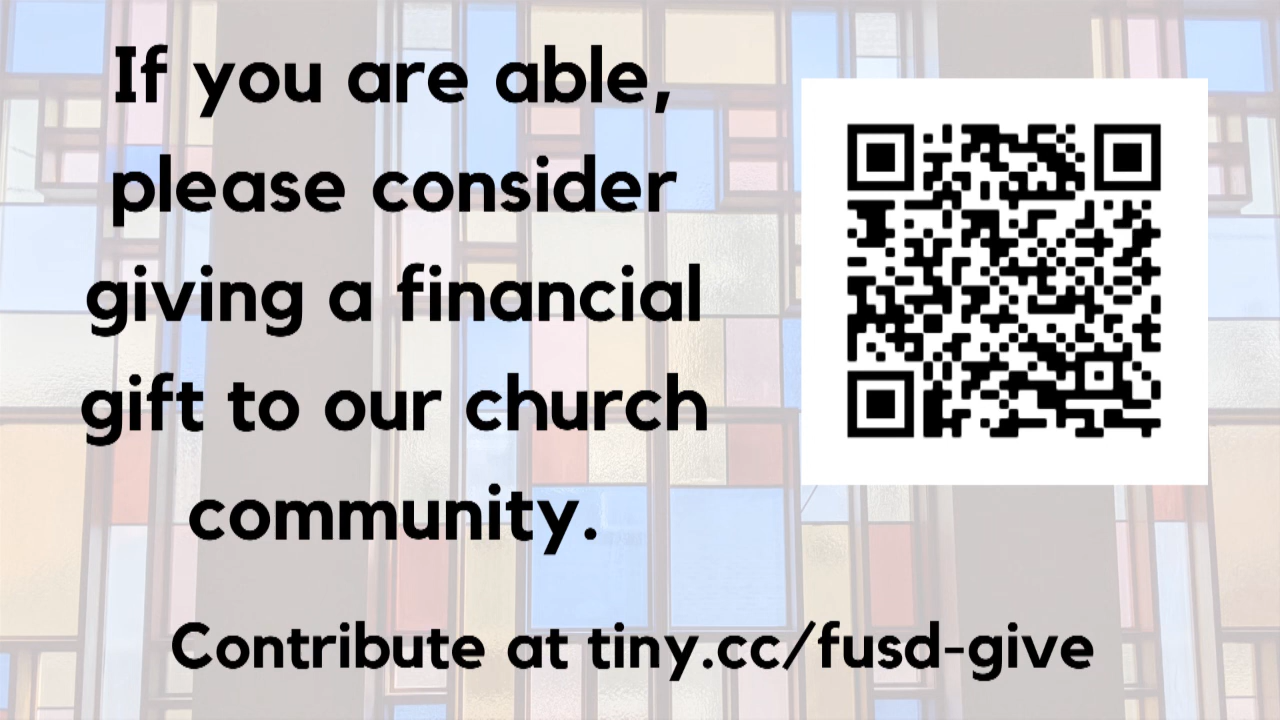 If you are able,
please consider
giving a financial
gift to our church
community.
Contribute at tiny.cc/fusd-give